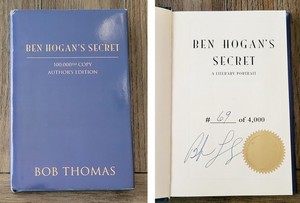 BEN HOGAN'S
SECRET
100,000TH COPY
AUTHOR'S EDITION
BOB THOMAS
BEN HOGAN'S
SECRET
A LITERARY PORTRAIT
# 69 of 4,000